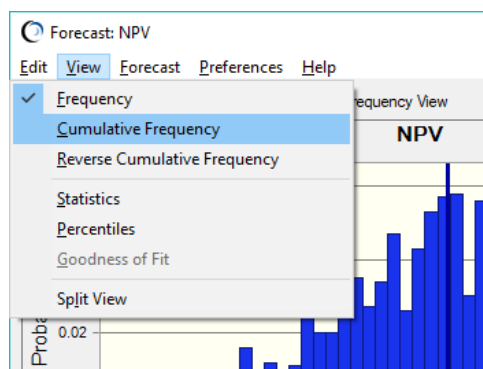 Forecast: NPV
Edit View Forecast Preferences Help
Frequency
Cumulative Frequency
Reverse Cumulative Frequency
Statistics
Percentiles
Goodness of Fit
Split View
requency View
NPV
0.02
Proba